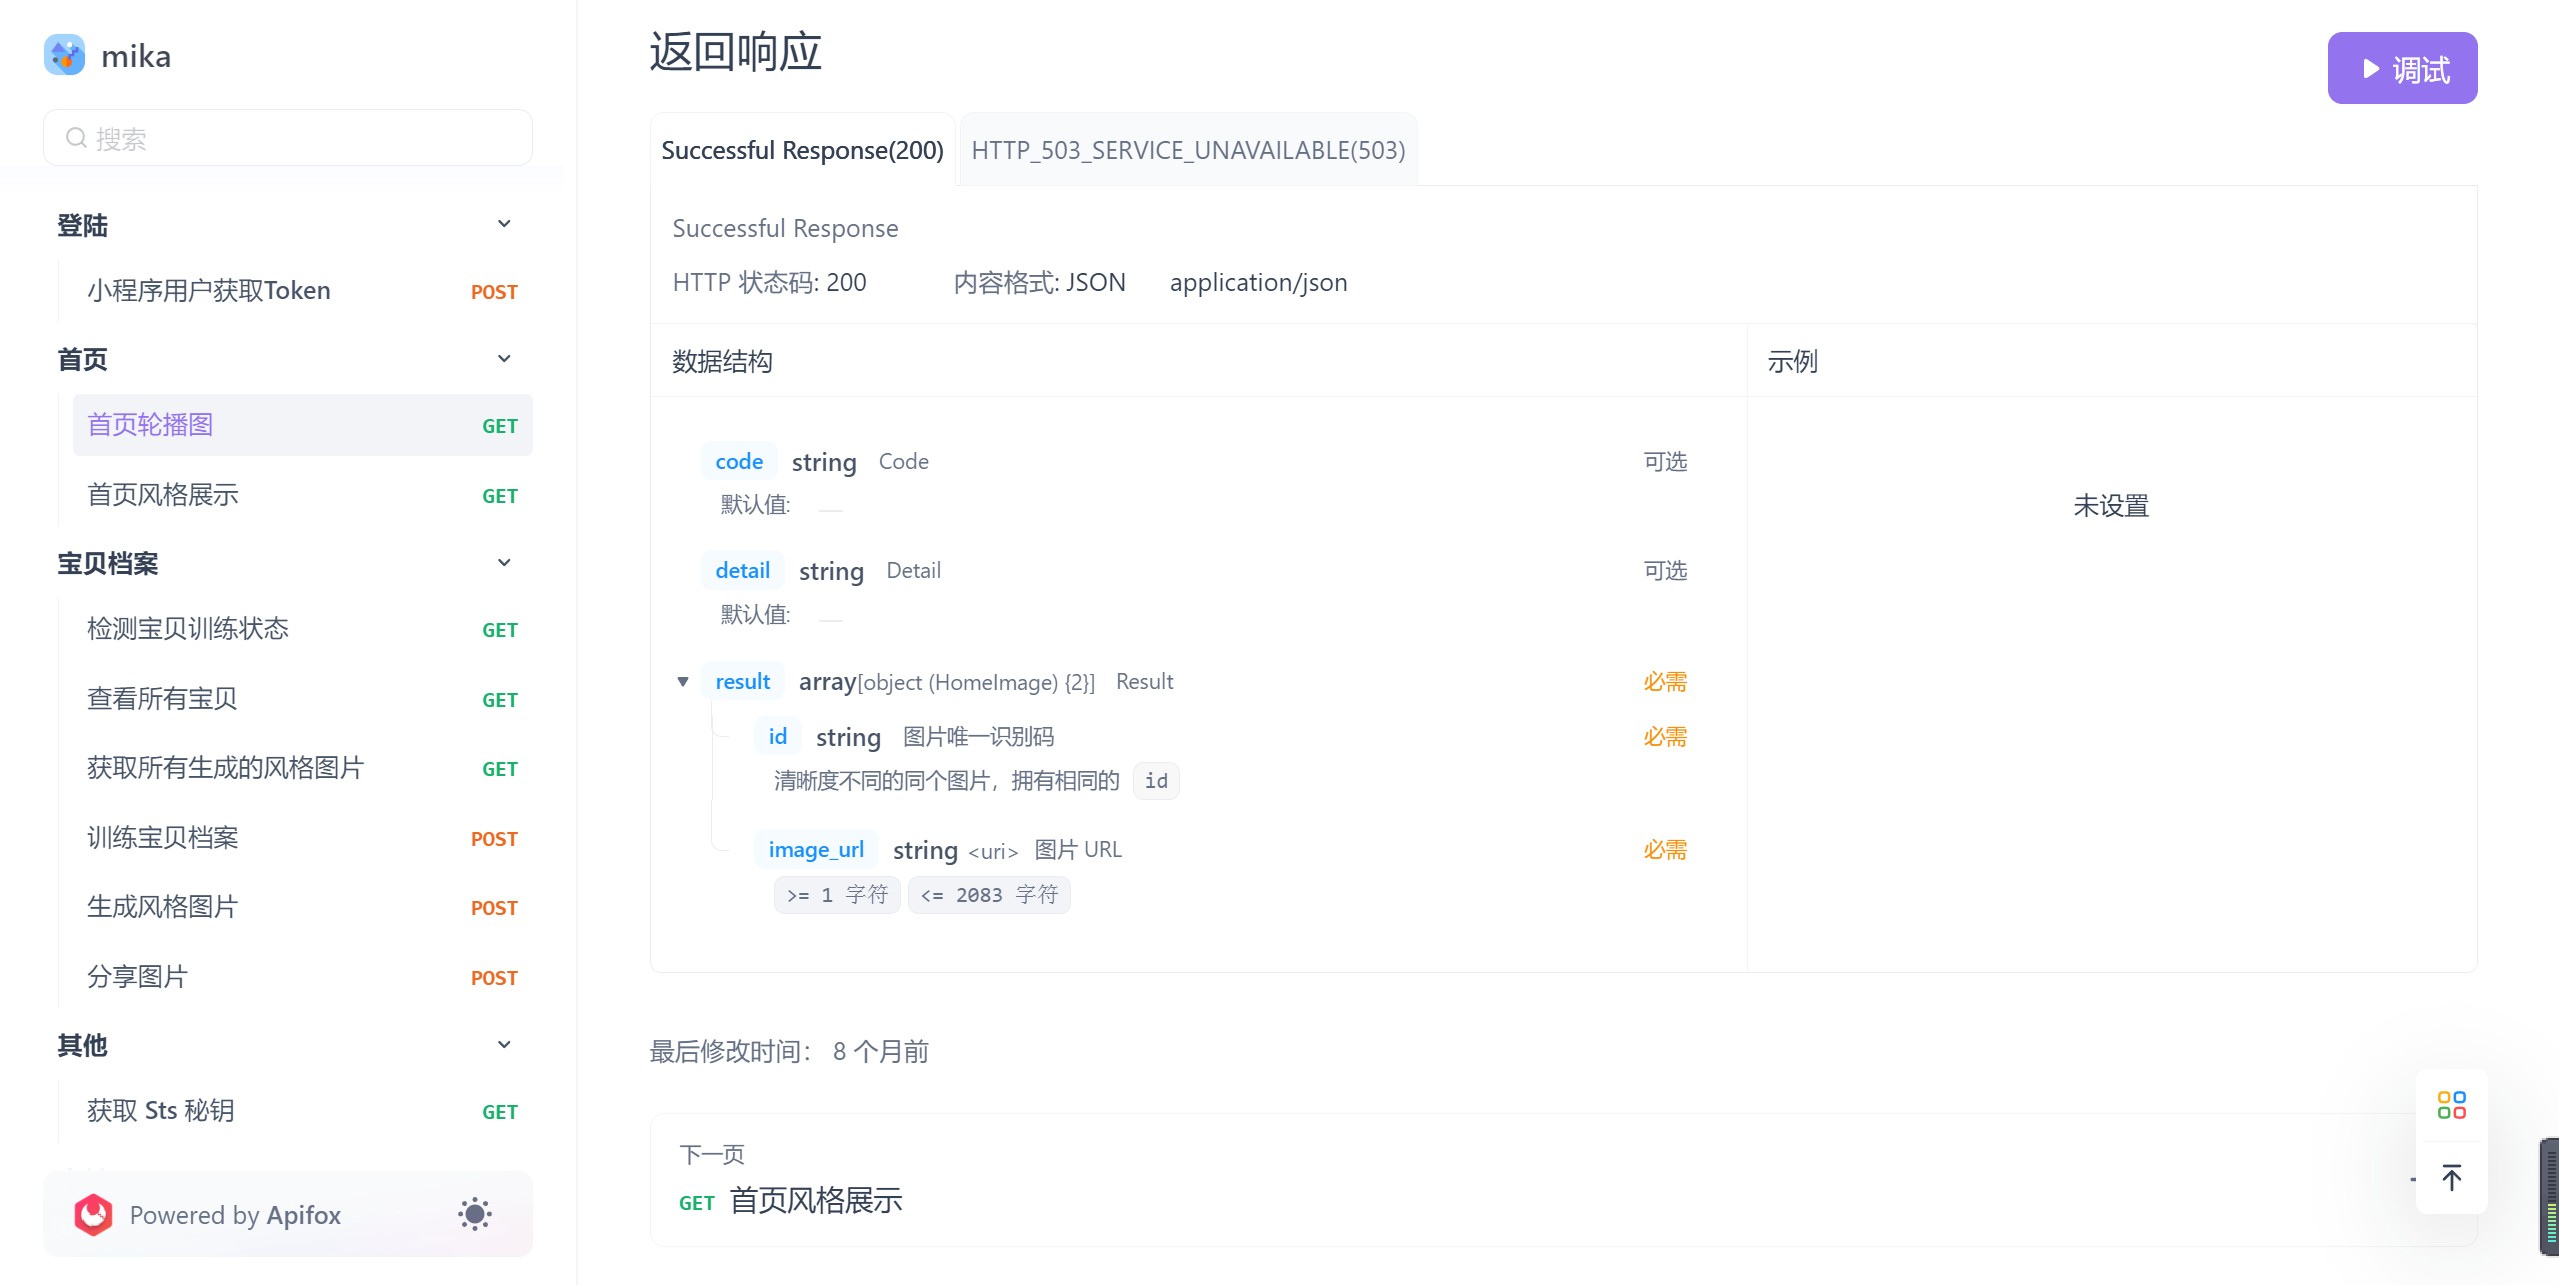 mika
搜索
登陆
小程序用户获取Token POST
首页
首页轮播图 GET
首页风格展示 GET
宝贝档案
检测宝贝训练状态 GET
查看所有宝贝 GET
获取所有生成的风格图片 GET
训练宝贝档案 POST
生成风格图片 POST
分享图片 POST
其他
获取 Sts 秘钥 GET
Powered by Apifox
返回响应
调试
Successful Response(200) HTTP_503_SERVICE_UNAVAILABLE(503)
Successful Response
HTTP 状态码: 200 内容格式: JSON application/json
数据结构
示例
code string Code 可选
默认值:
detail string Detail 可选
默认值:
result array[object (HomeImage) {2}] Result 必需
id string 图片唯一识别码 必需
清晰度不同的同个图片，拥有相同的 id
image_url string <uri> 图片 URL 必需
>= 1 字符 <= 2083 字符
未设置
最后修改时间： 8 个月前
下一页
GET 首页风格展示